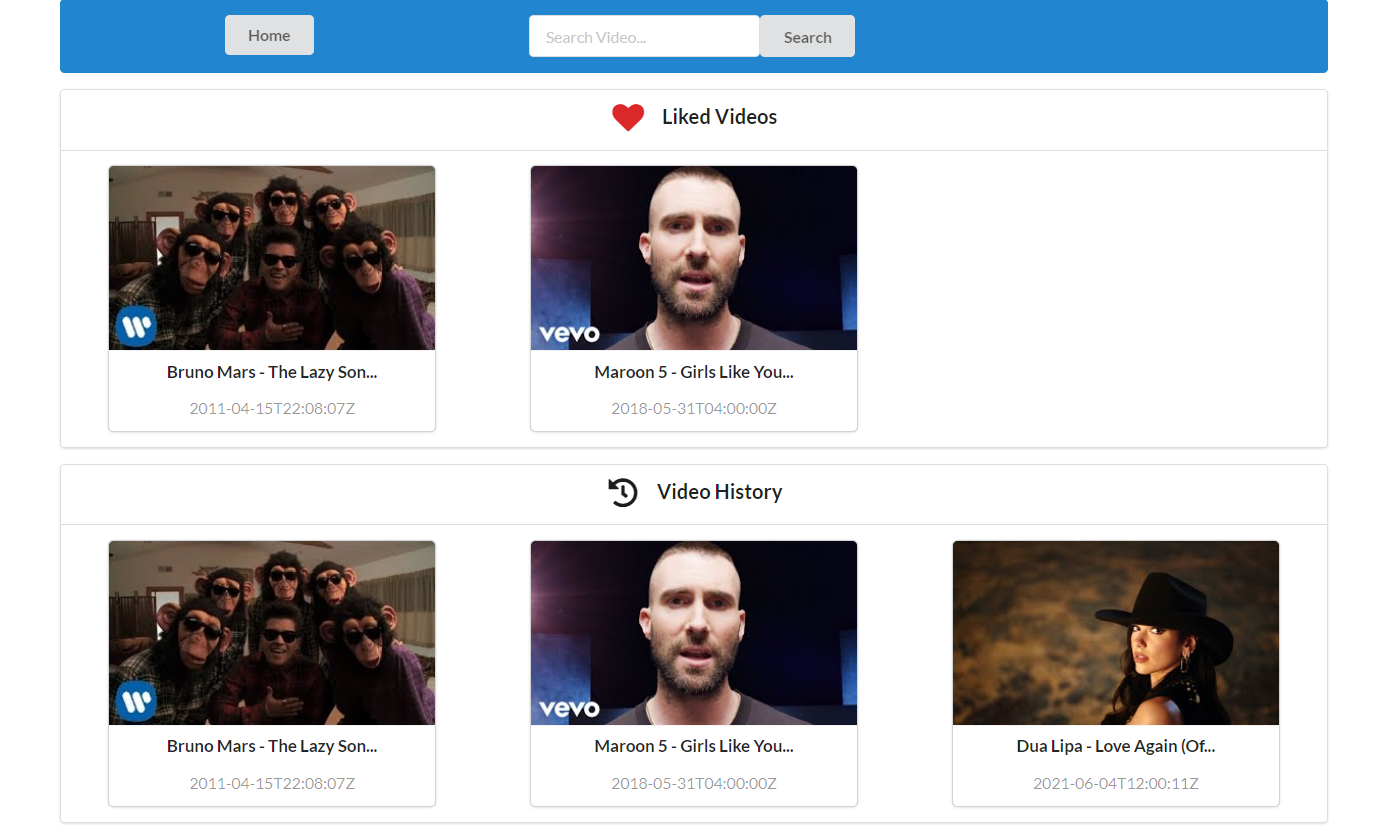 Home
Search Video...
Search
Liked Videos
vevo
Bruno Mars - The Lazy Son...
Maroon 5 - Girls Like You...
2011-04-15T22:08:07Z
2018-05-31T04:00:00Z
Video History
vevo
Bruno Mars - The Lazy Son...
Maroon 5 - Girls Like You...
Dua Lipa - Love Again (Of...
2011-04-15T22:08:07Z
2018-05-31T04:00:00Z
2021-06-04T12:00:11Z